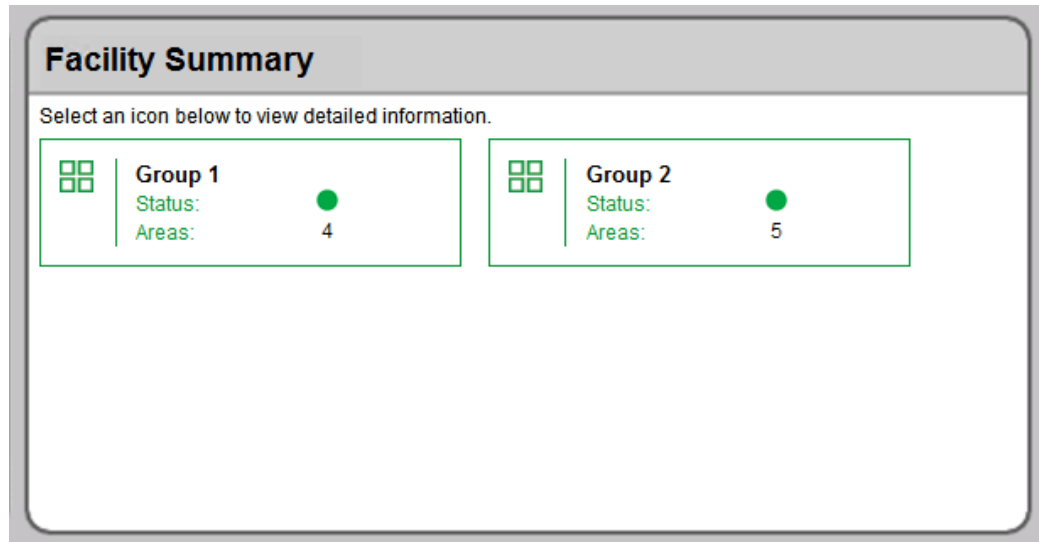 Facility Summary
Select an icon below to view detailed information.
Group 1
Status:
Areas: 4
Group 2
Status:
Areas: 5